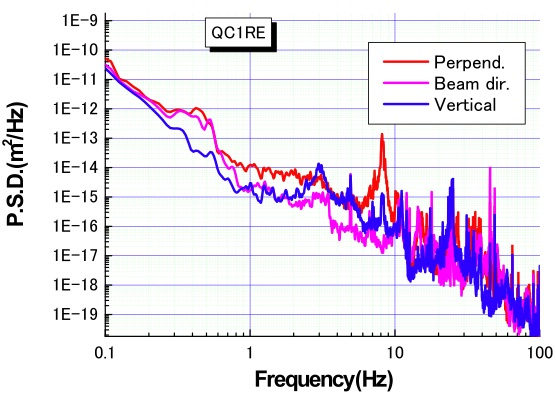 QC1RE
1E-9
1E-10
1E-11
1E-12
1E-13
1E-14
1E-15
1E-16
1E-17
1E-18
1E-19
P.S.D.(m²/Hz)
Perpend.
Beam dir.
Vertical
0.1 1 10 100
Frequency(Hz)